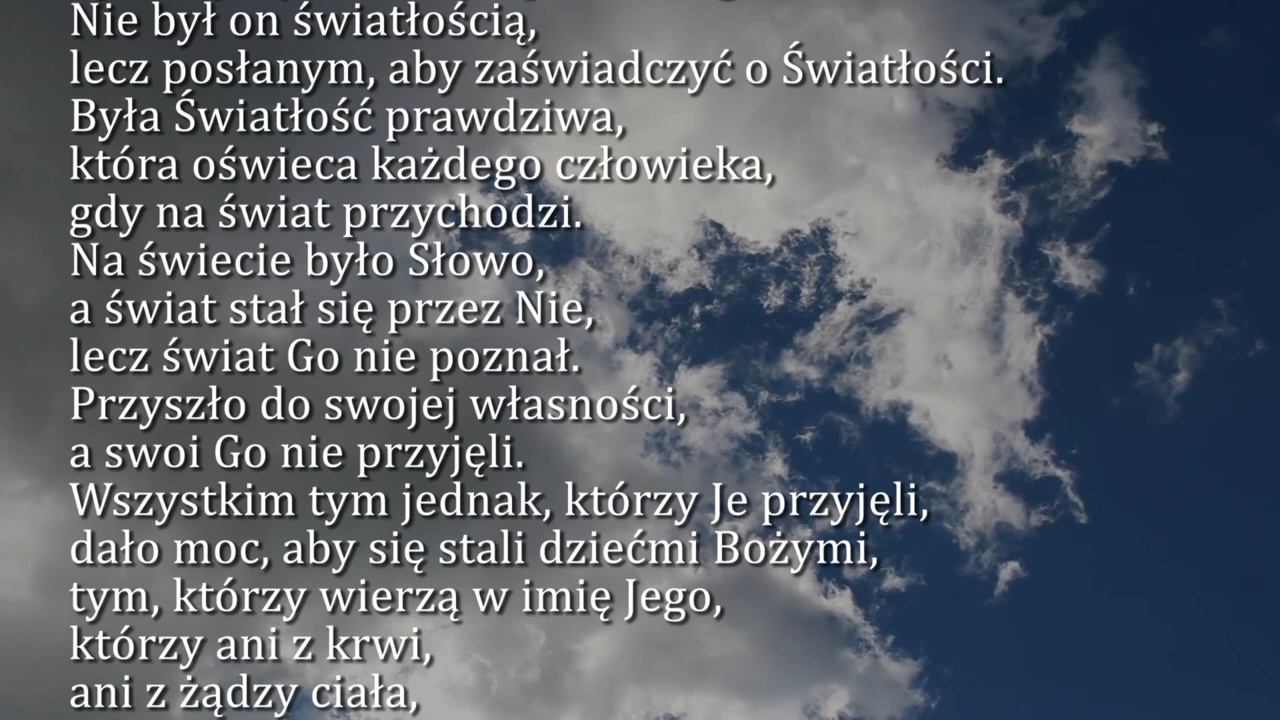 Nie był on światłością,
lecz posłanym, aby zaświadczyć o Światłości.
Była Światłość prawdziwa,
która oświeca każdego człowieka,
gdy na świat przychodzi.
Na świecie było Słowo,
a świat stał się przez Nie,
lecz świat Go nie poznał.
Przyszło do swojej własności,
a swoi Go nie przyjęli.
Wszystkim tym jednak, którzy Je przyjęli,
dało moc, aby się stali dziećmi Bożymi,
tym, którzy wierzą w imię Jego,
którzy ani z krwi,
ani z żądzy ciała,